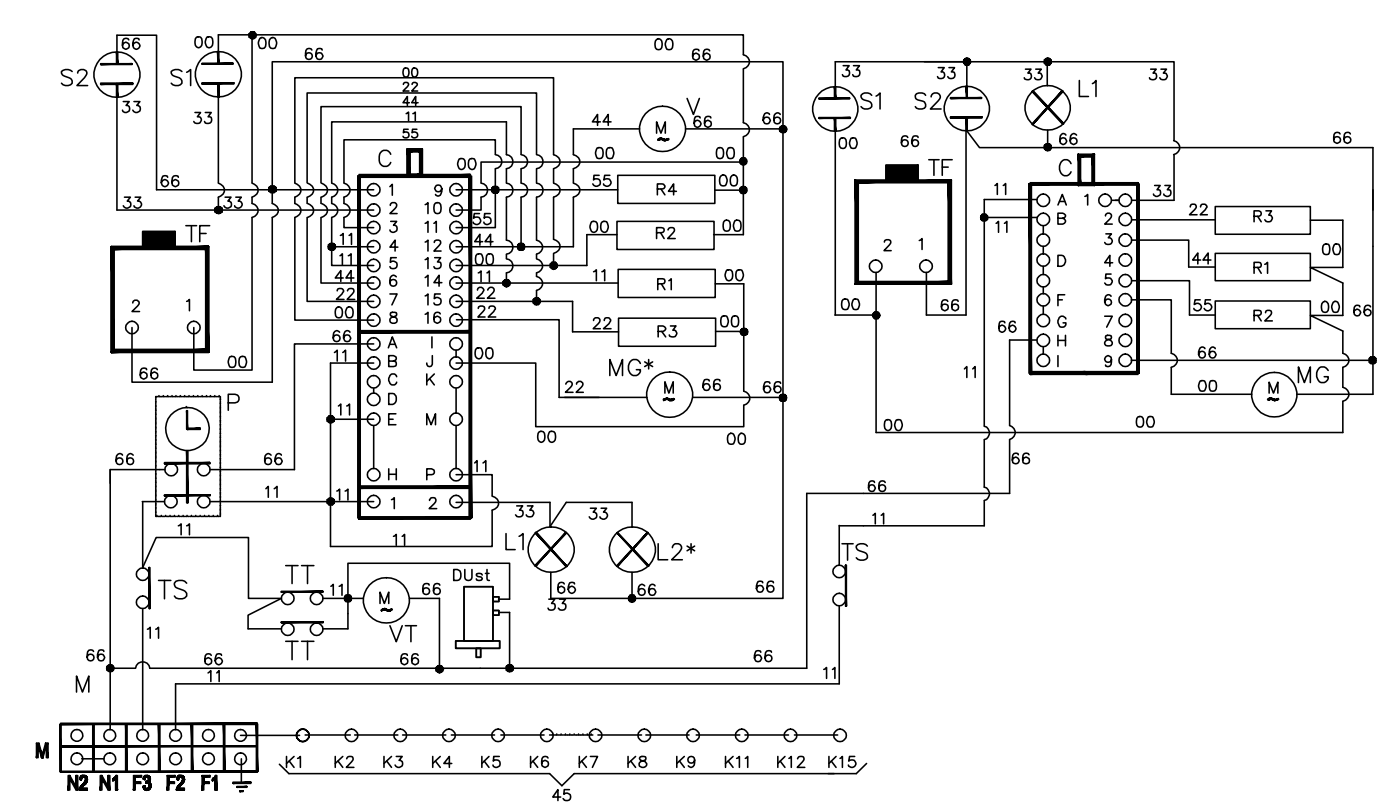 66 00 00 00
S2 S1 66 66
33 33
00
22
44
11
55
V
44 M 66 66
C 00 00 00
66 1 9 55 R4 00
33 33 2 10 55
3 11
11 4 12 44
TF 5 13 00 00 R2 00
44 6 14 11 11 R1 00
22 7 15 22
00 8 16 22 22 R3 00
2 1
66 A I
11 B J 00
C K
D
11 E M
H P 11
11 1 2 33 33
00
66
MG*
22 M 66 66
00 00
P
66 66
11
11
11
L1 L2*
66 66
33
TS
11
TT 11 M 66 DUst
VT
TT
66 66 66 66
M 11 11
33 33 33 33
S1 S2 L1
00 66 66 66
TF C
2 1
00 66
11 A 1 33
11 B 2 22 R3 00
3 44 R1
D 4
5 55 R2 00
F 6
G 7
66 H 8
I 9 66
66
00 M MG
11
00 00
66
66
11
TS
M
N2 N1 F3 F2 F1
K1 K2 K3 K4 K5 K6 K7 K8 K9 K11 K12 K15
45